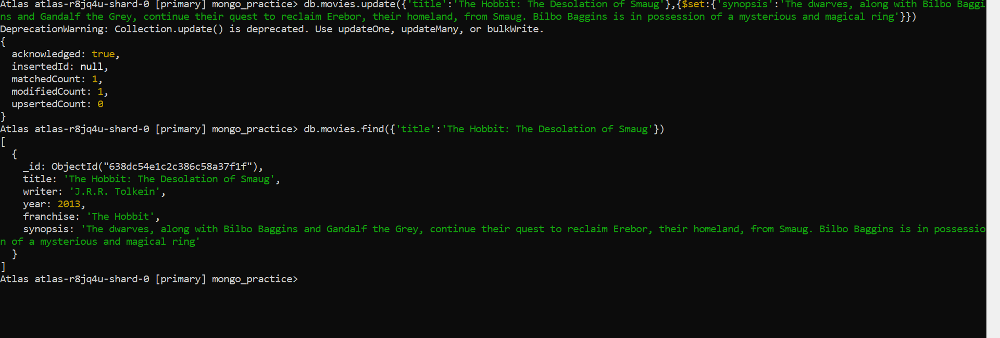 Atlas atlas-r8jq4u-shard-0 [primary] mongo_practice> db.movies.update({'title':'The Hobbit: The Desolation of Smaug'},{$set:{'synopsis':'The dwarves, along with Bilbo Baggi
ns and Gandalf the Grey, continue their quest to reclaim Erebor, their homeland, from Smaug. Bilbo Baggins is in possession of a mysterious and magical ring'}})
DeprecationWarning: Collection.update() is deprecated. Use updateOne, updateMany, or bulkWrite.
{
  acknowledged: true,
  insertedId: null,
  matchedCount: 1,
  modifiedCount: 1,
  upsertedCount: 0
}
Atlas atlas-r8jq4u-shard-0 [primary] mongo_practice> db.movies.find({'title':'The Hobbit: The Desolation of Smaug'})
[
  {
    _id: ObjectId("638dc54e1c2c386c58a37f1f"),
    title: 'The Hobbit: The Desolation of Smaug',
    writer: 'J.R.R. Tolkein',
    year: 2013,
    franchise: 'The Hobbit',
    synopsis: 'The dwarves, along with Bilbo Baggins and Gandalf the Grey, continue their quest to reclaim Erebor, their homeland, from Smaug. Bilbo Baggins is in possessio
n of a mysterious and magical ring'
  }
]
Atlas atlas-r8jq4u-shard-0 [primary] mongo_practice>